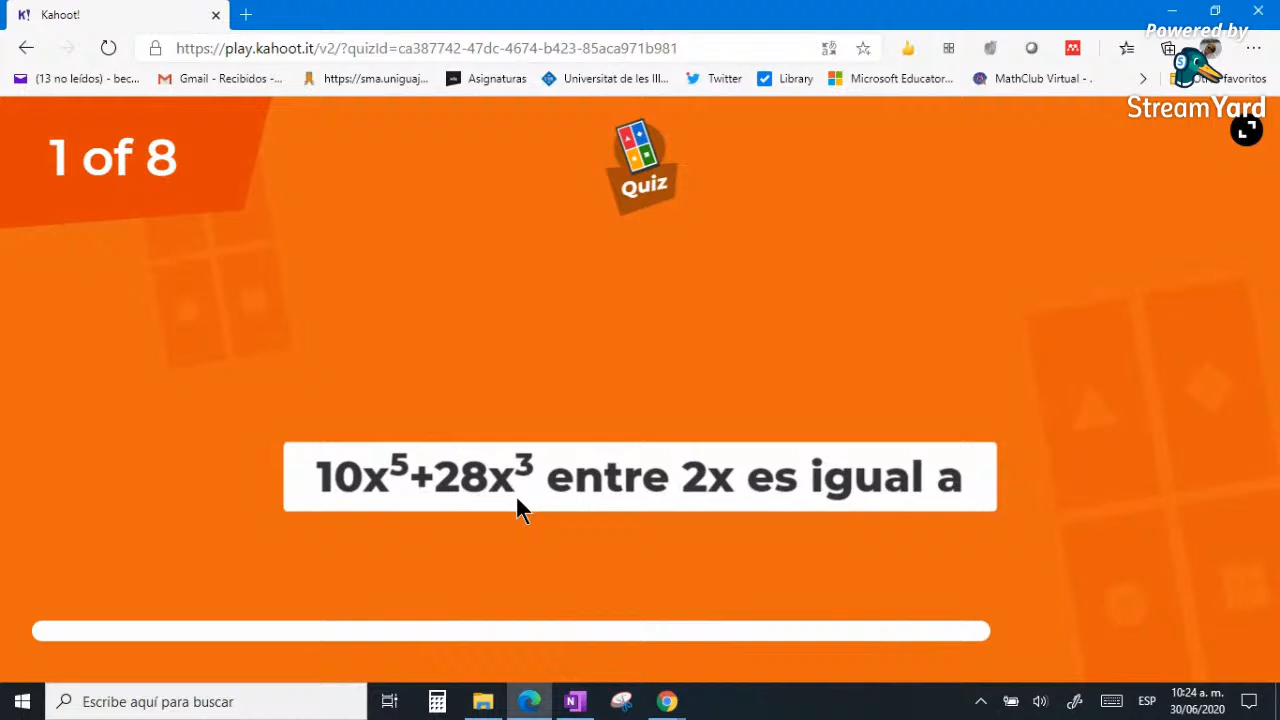 Kahoot!
https://play.kahoot.it/v2/?quizId=ca387742-47dc-4674-b423-85aca971b981
Powered by
StreamYard
(13 no leídos) - bec...
Gmail - Recibidos -...
https://sma.uniguaj...
Asignaturas
Universitat de les Ill...
Twitter
Library
Microsoft Educator...
MathClub Virtual - .
Otros favoritos
1 of 8
Quiz
10x⁵+28x³ entre 2x es igual a
Escribe aquí para buscar
ESP
10:24 a. m.
30/06/2020